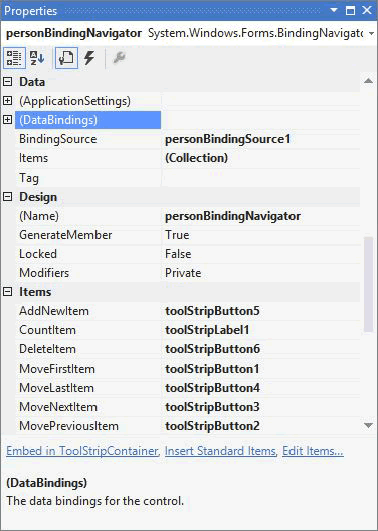 Properties
personBindingNavigator System.Windows.Forms.BindingNavigato
Data
(ApplicationSettings)
(DataBindings)
BindingSource personBindingSource1
Items (Collection)
Tag
Design
(Name) personBindingNavigator
GenerateMember True
Locked False
Modifiers Private
Items
AddNewItem toolStripButton5
CountItem toolStripLabel1
DeleteItem toolStripButton6
MoveFirstItem toolStripButton1
MoveLastItem toolStripButton4
MoveNextItem toolStripButton3
MovePreviousItem toolStripButton2
Embed in ToolStripContainer, Insert Standard Items, Edit Items...
(DataBindings)
The data bindings for the control.